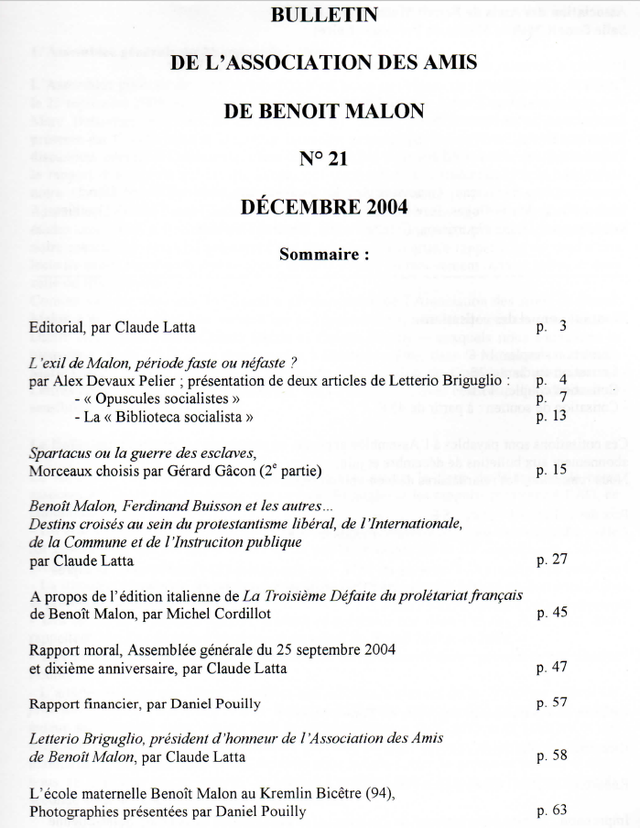 BULLETIN
DE L'ASSOCIATION DES AMIS
DE BENOIT MALON
N° 21
DÉCEMBRE 2004
Sommaire :
Editorial, par Claude Latta p. 3
L'exil de Malon, période faste ou néfaste ?
par Alex Devaux Pelier ; présentation de deux articles de Letterio Briguglio : p. 4
- « Opuscules socialistes » p. 7
- La « Biblioteca socialista » p. 13
Spartacus ou la guerre des esclaves,
Morceaux choisis par Gérard Gâcon (2e partie) p. 15
Benoît Malon, Ferdinand Buisson et les autres...
Destins croisés au sein du protestantisme libéral, de l'Internationale,
de la Commune et de l'Instruciton publique
par Claude Latta p. 27
A propos de l'édition italienne de La Troisième Défaite du prolétariat français
de Benoît Malon, par Michel Cordillot p. 45
Rapport moral, Assemblée générale du 25 septembre 2004
et dixième anniversaire, par Claude Latta p. 47
Rapport financier, par Daniel Pouilly p. 57
Letterio Briguglio, président d'honneur de l'Association des Amis
de Benoît Malon, par Claude Latta p. 58
L'école maternelle Benoît Malon au Kremlin Bicêtre (94),
Photographies présentées par Daniel Pouilly p. 63